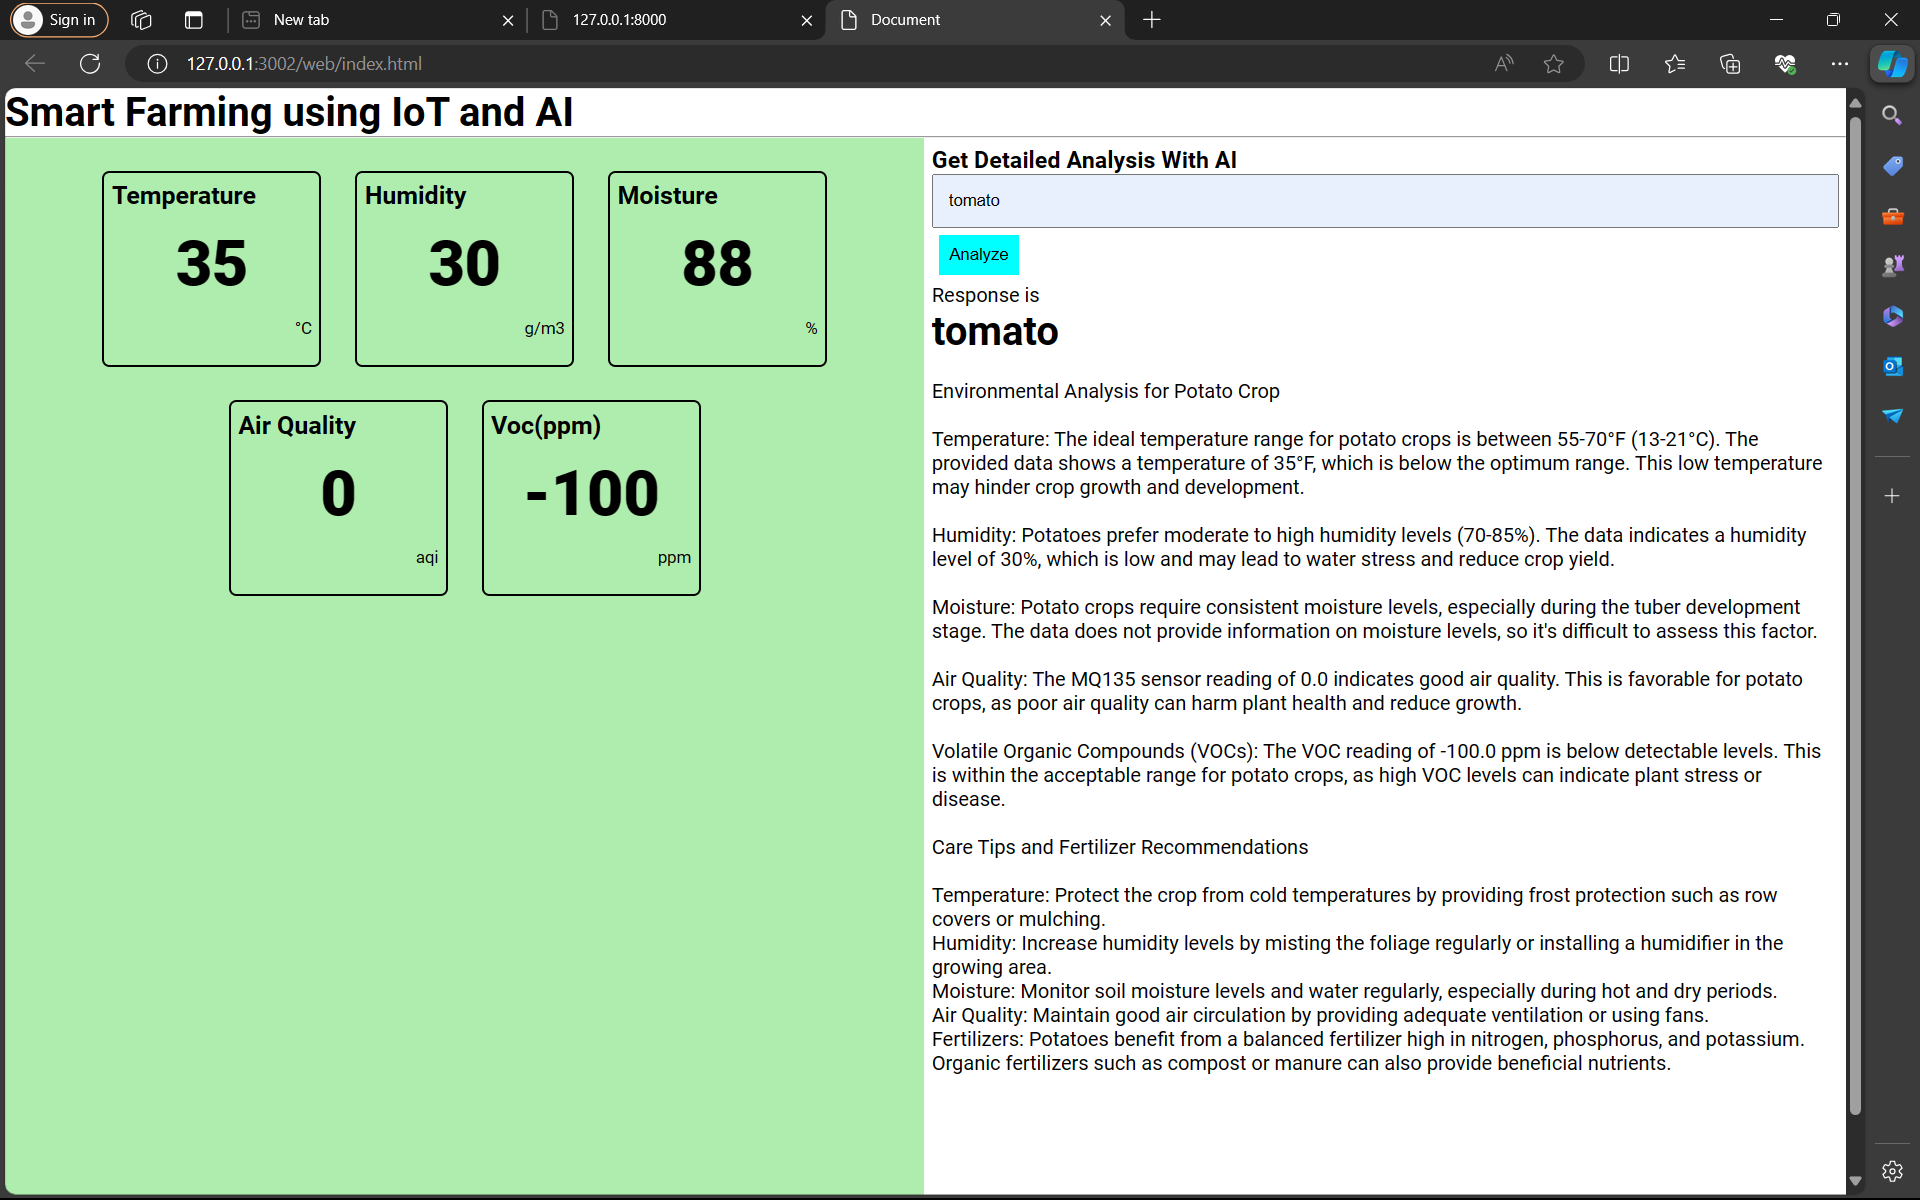 Sign in
New tab
127.0.0.1:8000
Document
127.0.0.1:3002/web/index.html
Smart Farming using IoT and AI
Temperature
35
°C
Humidity
30
g/m3
Moisture
88
%
Air Quality
0
aqi
Voc(ppm)
-100
ppm
Get Detailed Analysis With AI
tomato
Analyze
Response is
tomato
Environmental Analysis for Potato Crop
Temperature: The ideal temperature range for potato crops is between 55-70°F (13-21°C). The
provided data shows a temperature of 35°F, which is below the optimum range. This low temperature
may hinder crop growth and development.
Humidity: Potatoes prefer moderate to high humidity levels (70-85%). The data indicates a humidity
level of 30%, which is low and may lead to water stress and reduce crop yield.
Moisture: Potato crops require consistent moisture levels, especially during the tuber development
stage. The data does not provide information on moisture levels, so it's difficult to assess this factor.
Air Quality: The MQ135 sensor reading of 0.0 indicates good air quality. This is favorable for potato
crops, as poor air quality can harm plant health and reduce growth.
Volatile Organic Compounds (VOCs): The VOC reading of -100.0 ppm is below detectable levels. This
is within the acceptable range for potato crops, as high VOC levels can indicate plant stress or
disease.
Care Tips and Fertilizer Recommendations
Temperature: Protect the crop from cold temperatures by providing frost protection such as row
covers or mulching.
Humidity: Increase humidity levels by misting the foliage regularly or installing a humidifier in the
growing area.
Moisture: Monitor soil moisture levels and water regularly, especially during hot and dry periods.
Air Quality: Maintain good air circulation by providing adequate ventilation or using fans.
Fertilizers: Potatoes benefit from a balanced fertilizer high in nitrogen, phosphorus, and potassium.
Organic fertilizers such as compost or manure can also provide beneficial nutrients.